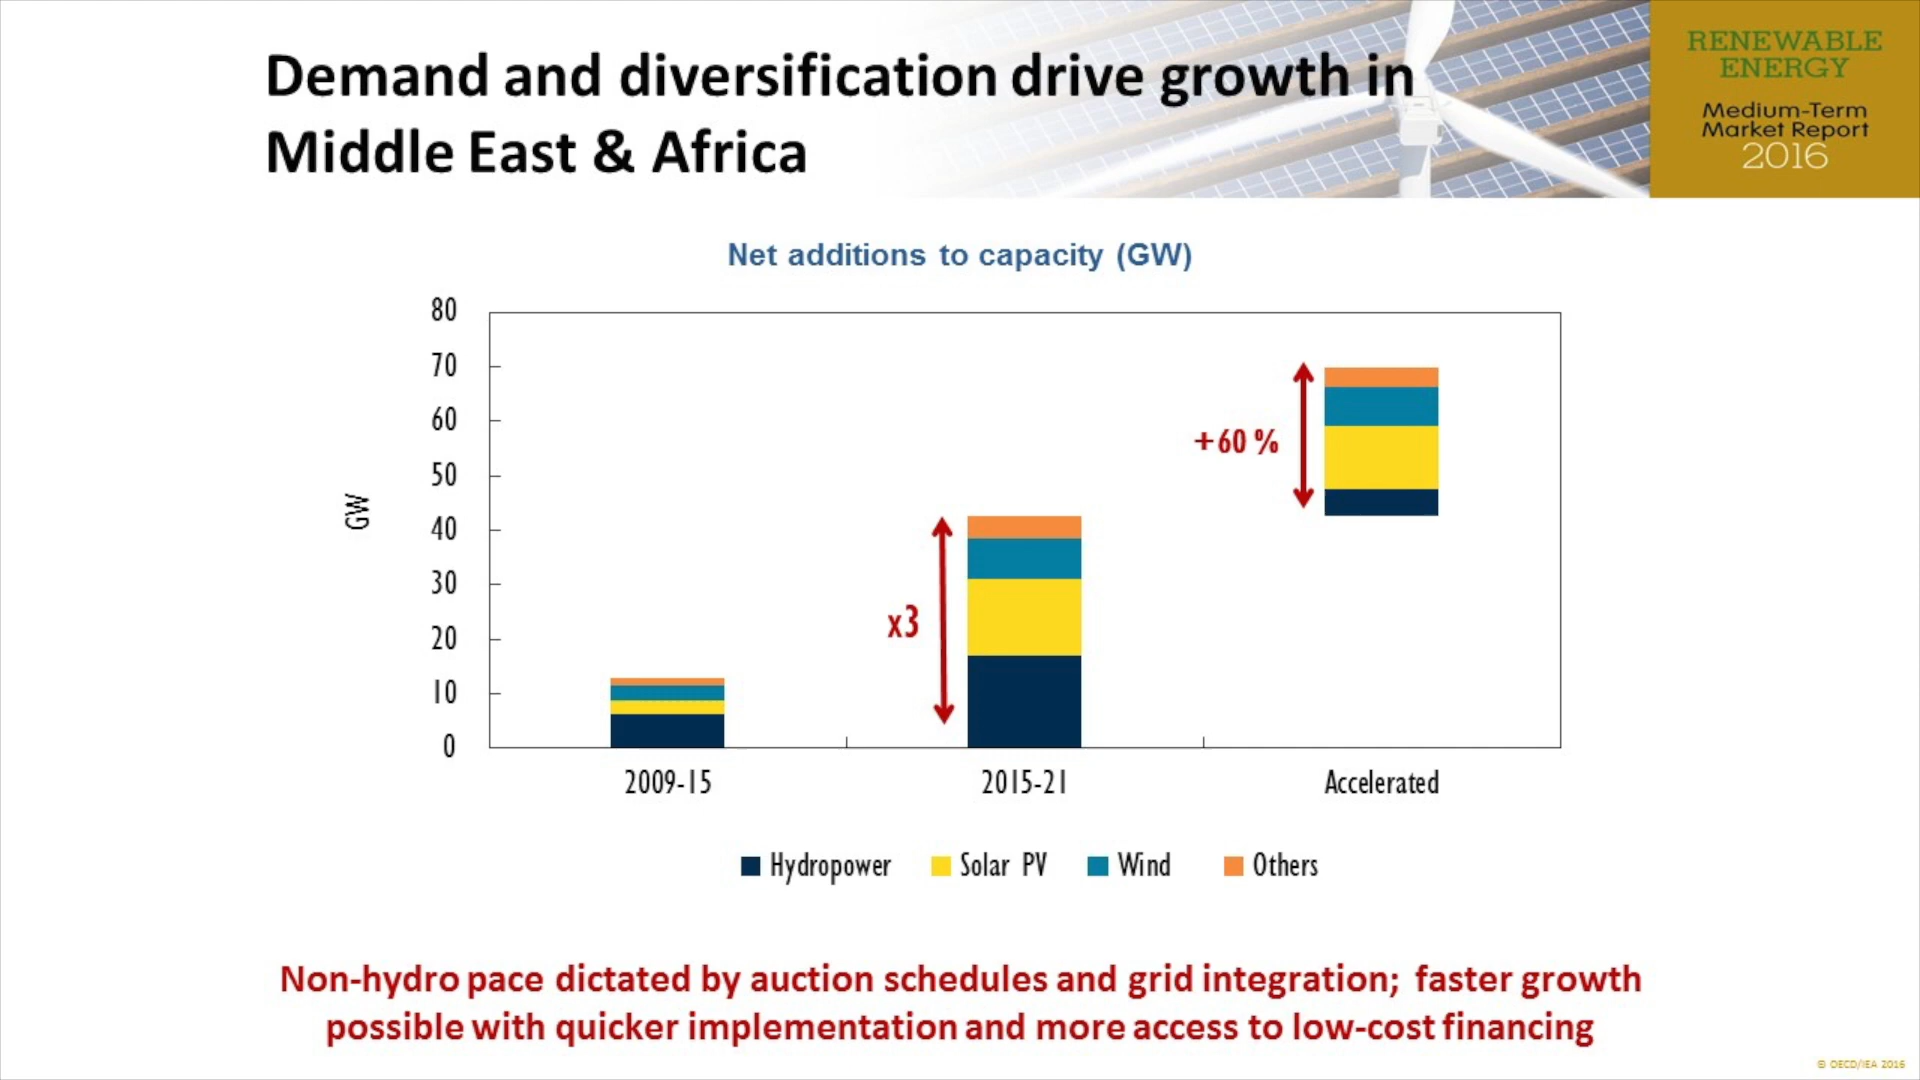 Demand and diversification drive growth in
Middle East & Africa
RENEWABLE
ENERGY
Medium-Term
Market Report
2016
Net additions to capacity (GW)
GW
80
70
60
50
40
30
20
10
0
+60 %
x3
2009-15
2015-21
Accelerated
Hydropower
Solar PV
Wind
Others
Non-hydro pace dictated by auction schedules and grid integration; faster growth
possible with quicker implementation and more access to low-cost financing
© OECD/IEA 2016